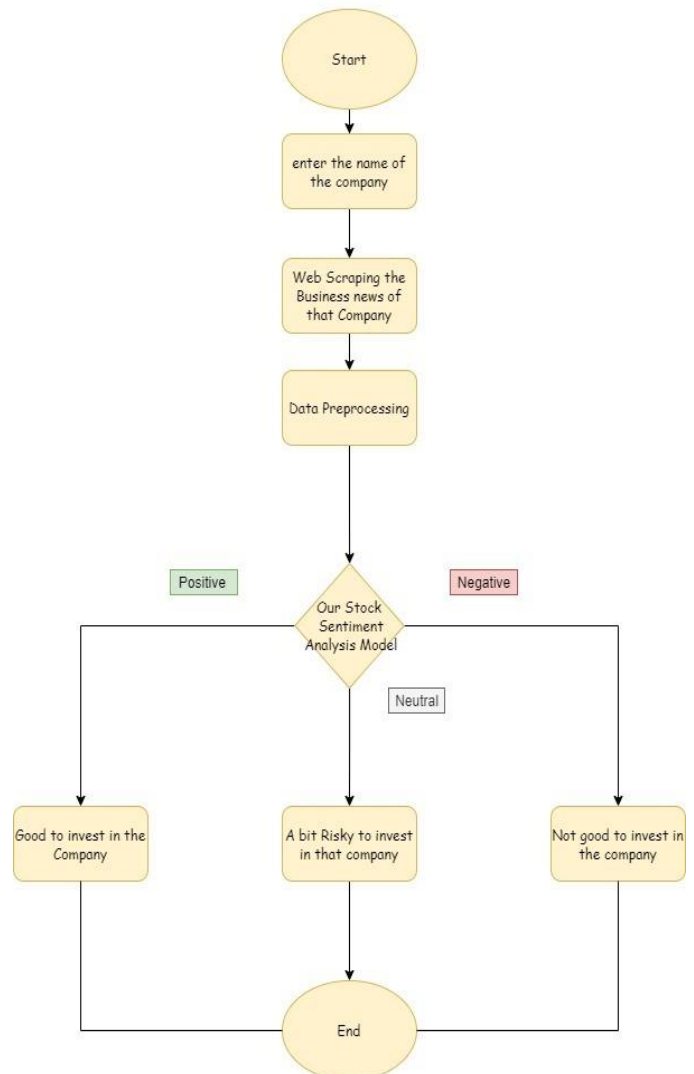 Start
enter the name of
the company
Web Scraping the
Business news of
that Company
Data Preprocessing
Positive
Negative
Our Stock
Sentiment
Analysis Model
Neutral
Good to invest in the
Company
A bit Risky to invest
in that company
Not good to invest in
the company
End